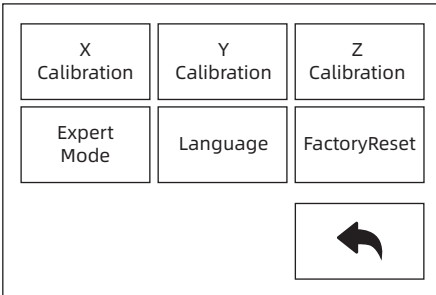 X
Calibration
Y
Calibration
Z
Calibration
Expert
Mode
Language
FactoryReset